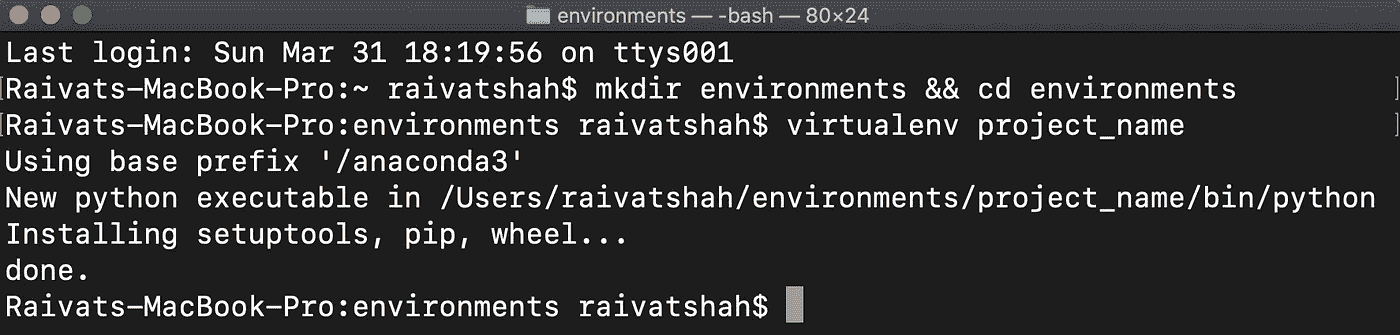 environments — -bash — 80×24
Last login: Sun Mar 31 18:19:56 on ttys001
[Raivats-MacBook-Pro:~ raivatshah$ mkdir environments && cd environments ]
[Raivats-MacBook-Pro:environments raivatshah$ virtualenv project_name ]
Using base prefix '/anaconda3'
New python executable in /Users/raivatshah/environments/project_name/bin/python
Installing setuptools, pip, wheel...
done.
Raivats-MacBook-Pro:environments raivatshah$